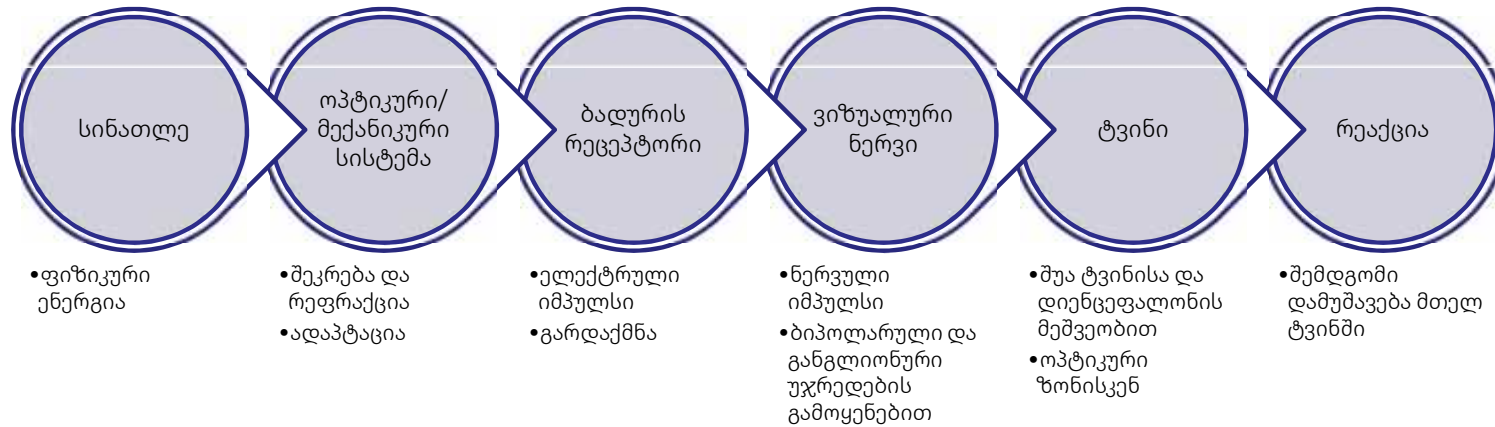 სინათლე
ოპტიკური/
მექანიკური
სისტემა
ბადურის
რეცეპტორი
ვიზუალური
ნერვი
ტვინი
რეაქცია
•ფიზიკური
ენერგია
•შეკრება და
რეფრაქცია
•ადაპტაცია
•ელექტრული
იმპულსი
•გარდაქმნა
•ნერვული
იმპულსი
•ბიპოლარული და
განგლიონური
უჯრედების
გამოყენებით
•შუა ტვინისა და
დიენცეფალონის
მეშვეობით
•ოპტიკური
ზონისკენ
•შემდგომი
დამუშავება მთელ
ტვინში